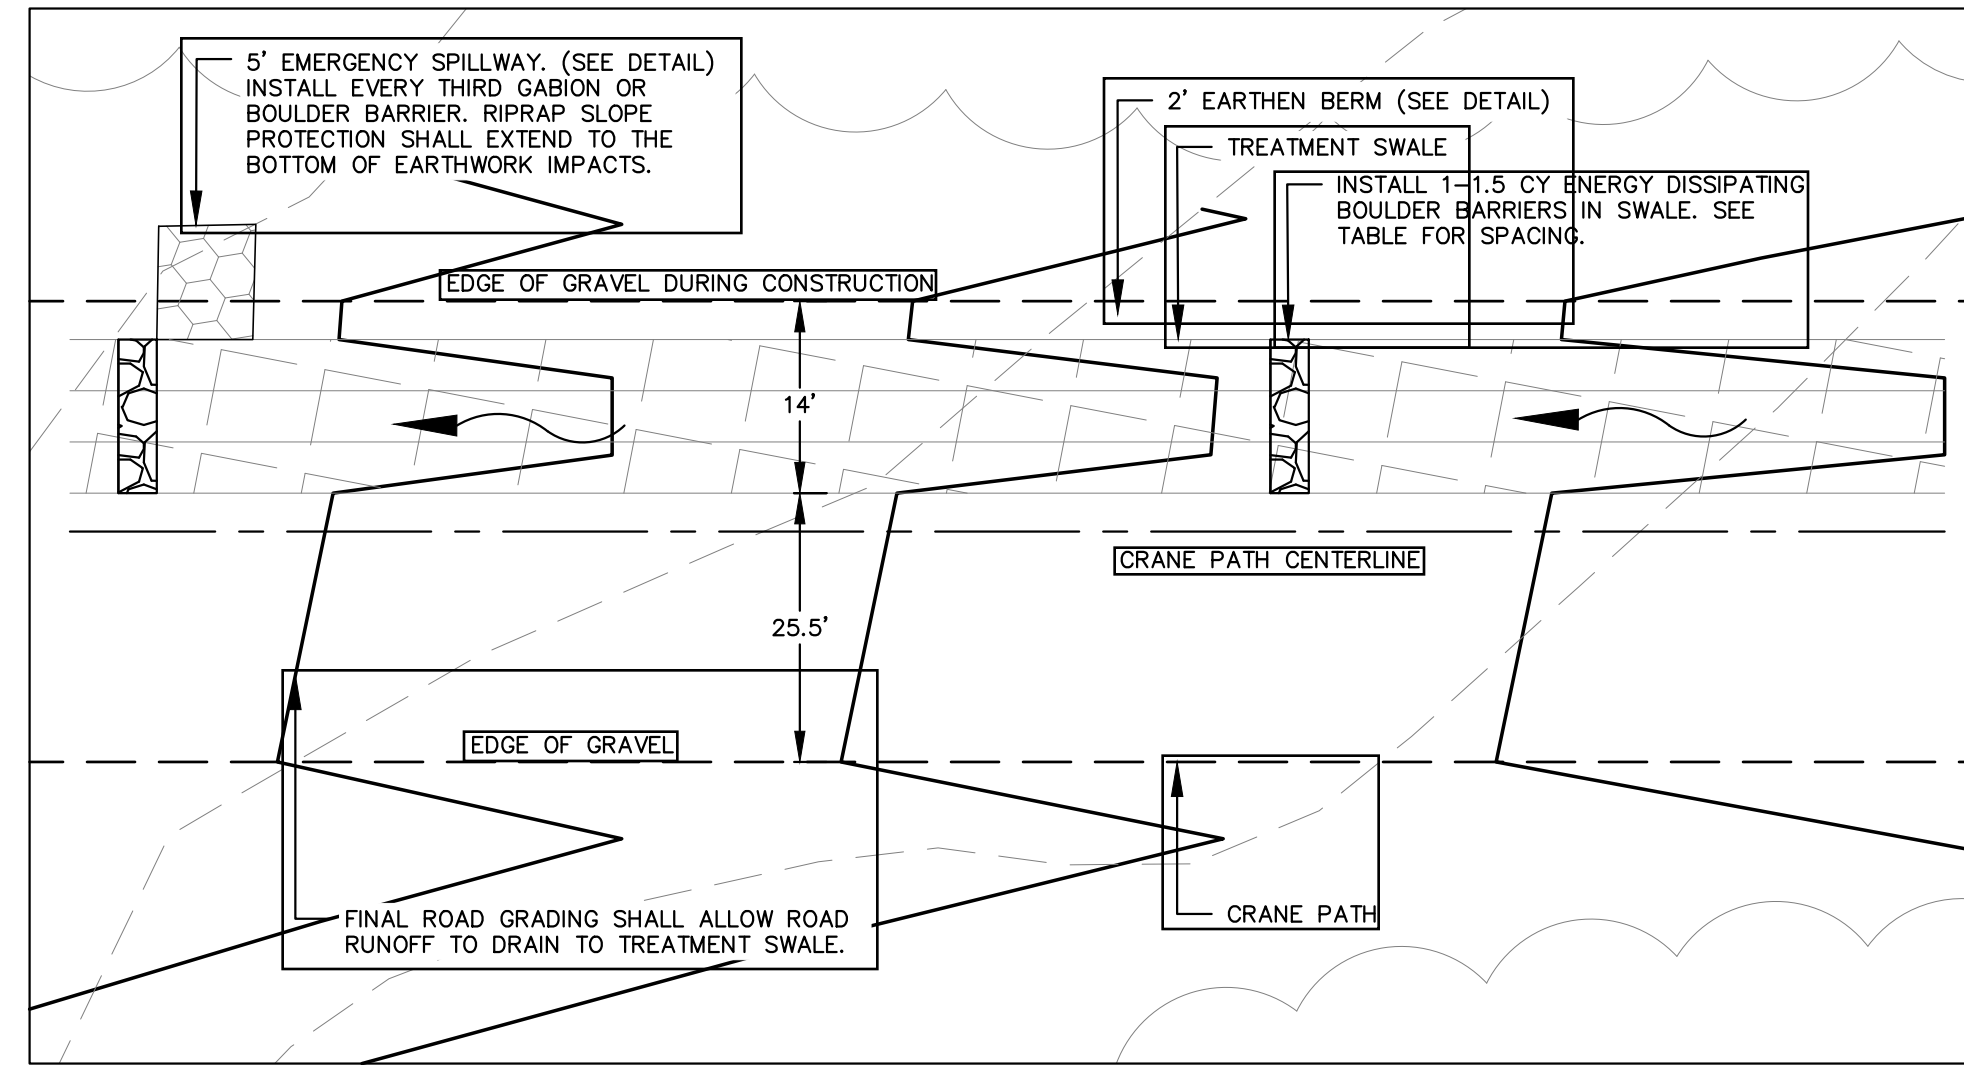 5' EMERGENCY SPILLWAY. (SEE DETAIL)
INSTALL EVERY THIRD GABION OR
BOULDER BARRIER. RIPRAP SLOPE
PROTECTION SHALL EXTEND TO THE
BOTTOM OF EARTHWORK IMPACTS.
2' EARTHEN BERM (SEE DETAIL)
TREATMENT SWALE
INSTALL 1-1.5 CY ENERGY DISSIPATING
BOULDER BARRIERS IN SWALE. SEE
TABLE FOR SPACING.
EDGE OF GRAVEL DURING CONSTRUCTION
14'
CRANE PATH CENTERLINE
25.5'
EDGE OF GRAVEL
FINAL ROAD GRADING SHALL ALLOW ROAD
RUNOFF TO DRAIN TO TREATMENT SWALE.
CRANE PATH